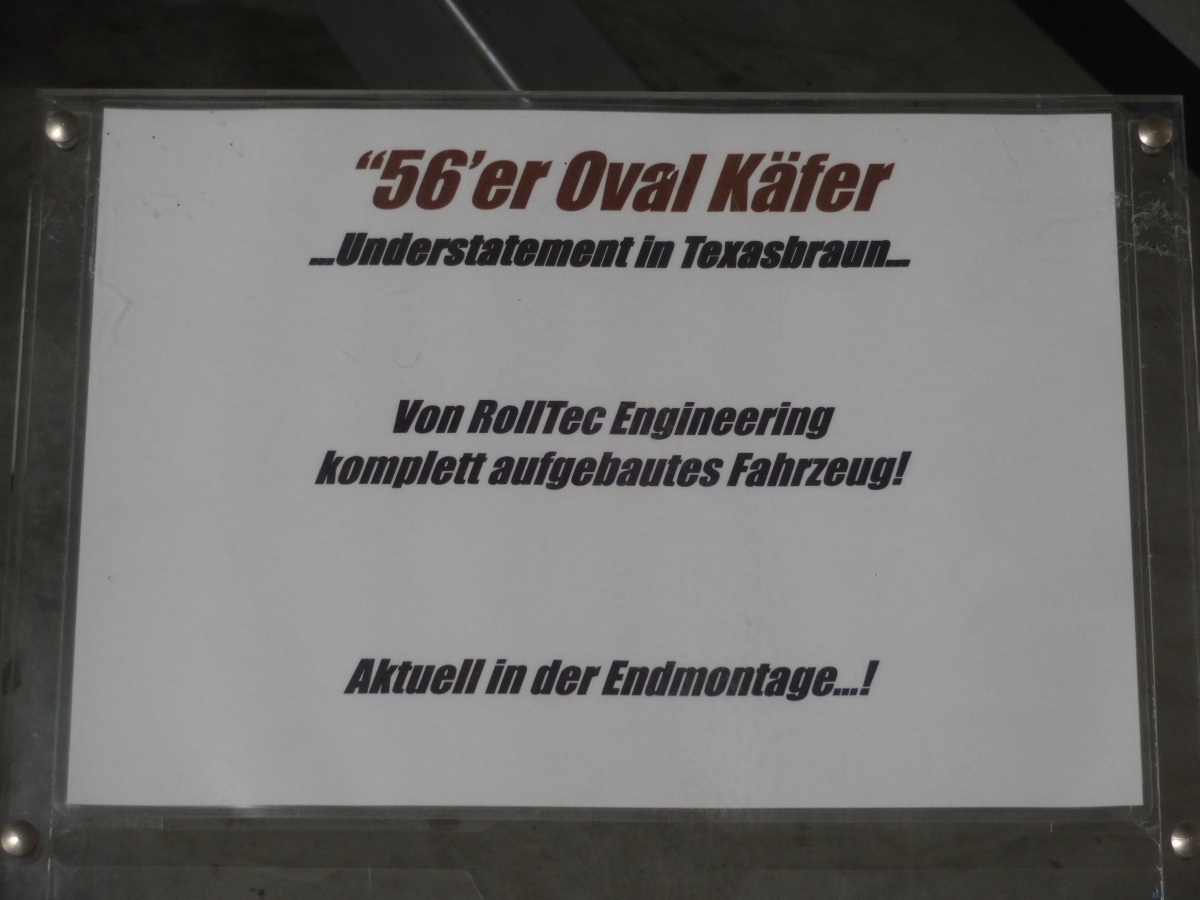 “56’er Oval Käfer
...Understatement in Texasbraun...
Von RollTec Engineering
komplett aufgebautes Fahrzeug!
Aktuell in der Endmontage...!